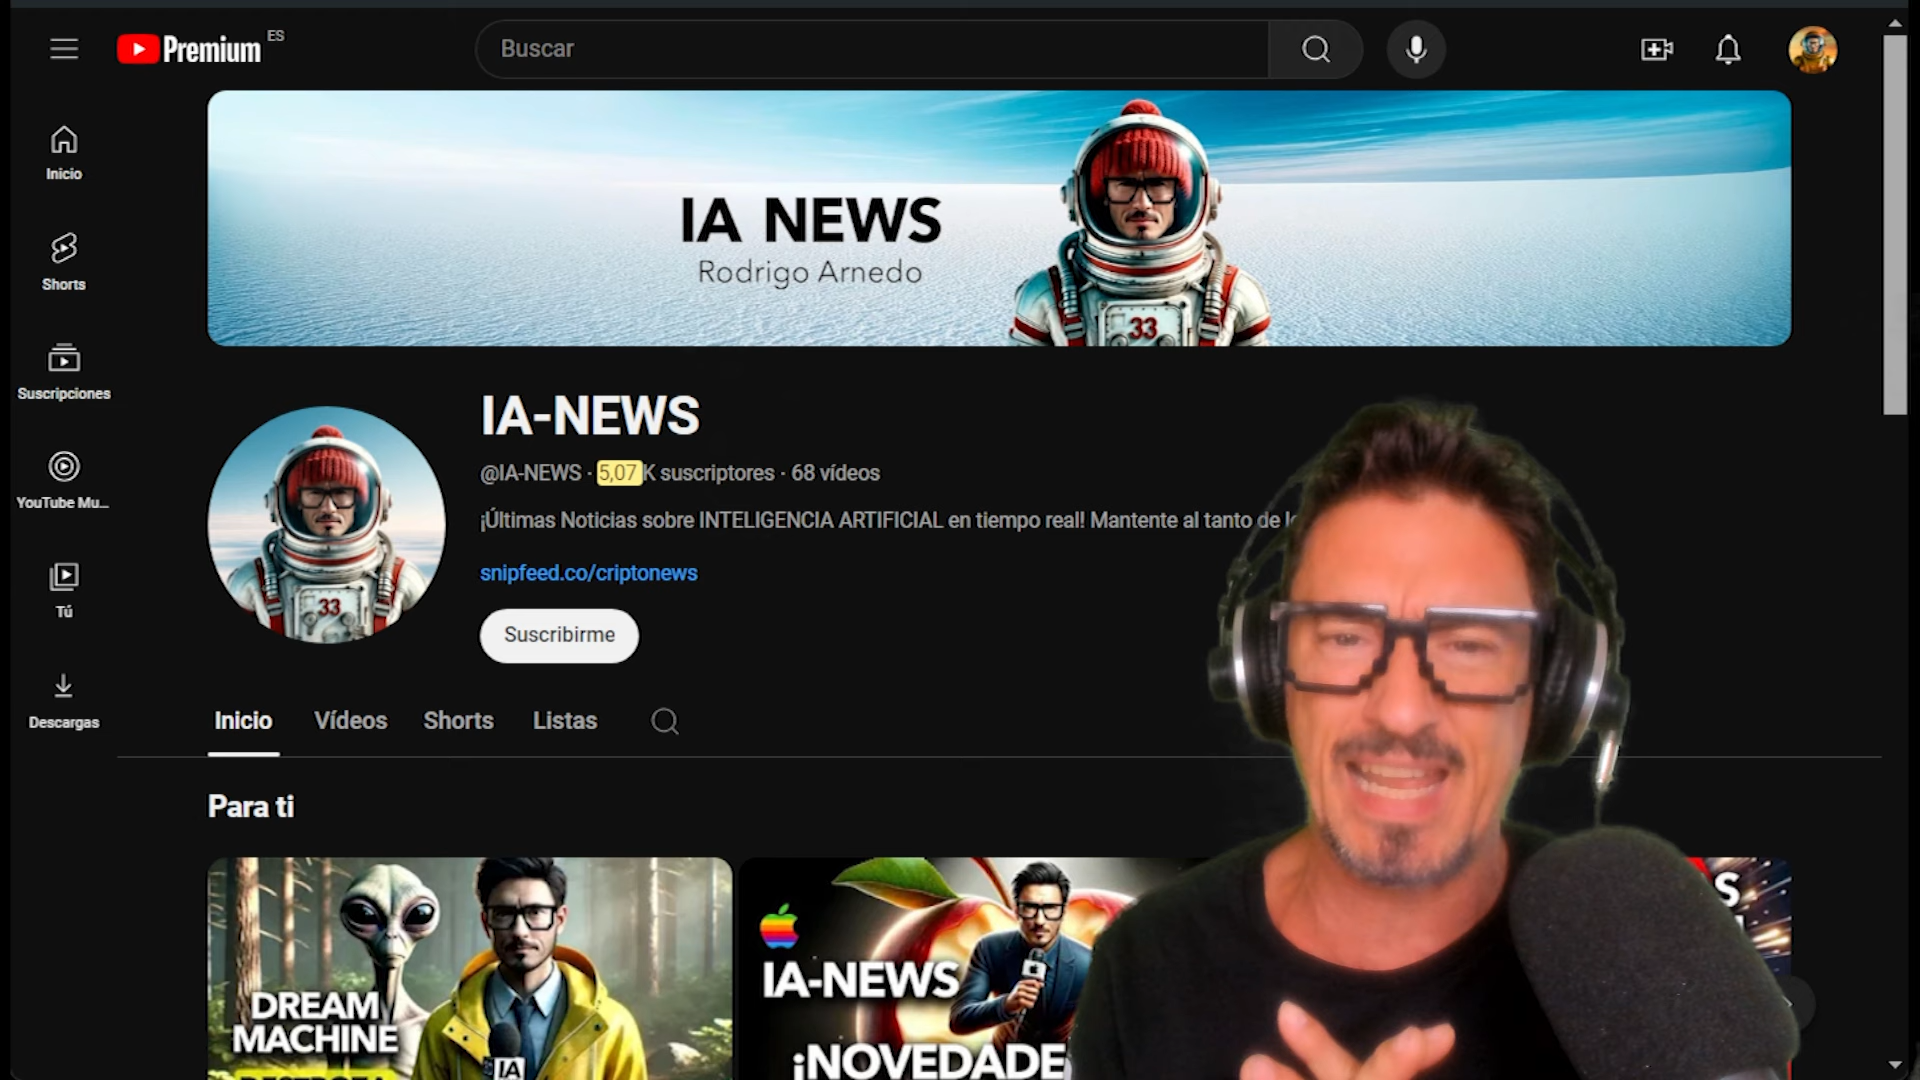 Premium ES
Buscar
Inicio
Shorts
Suscripciones
YouTube Mu...
Tú
Descargas
IA NEWS
Rodrigo Arnedo
33
33
IA-NEWS
@IA-NEWS · 5,07 K suscriptores · 68 vídeos
¡Últimas Noticias sobre INTELIGENCIA ARTIFICIAL en tiempo real! Mantente al tanto de
snipfeed.co/criptonews
Suscribirme
Inicio Vídeos Shorts Listas
Para ti
DREAM
MACHINE
IA
IA-NEWS
¡NOVEDADE
S